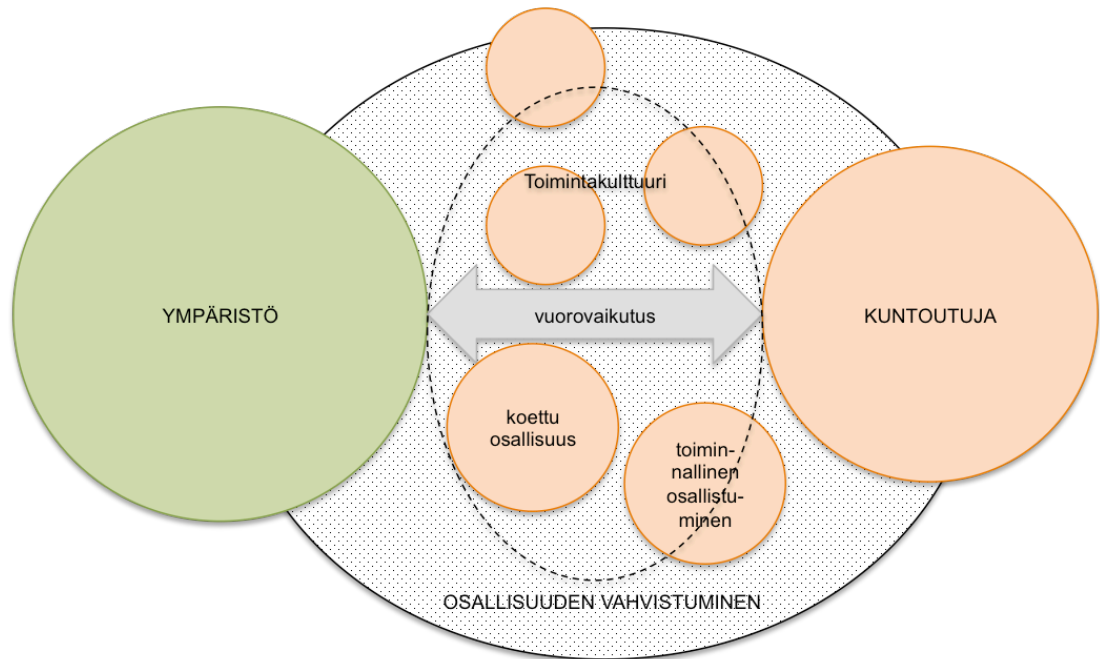 Toimintakulttuuri
YMPÄRISTÖ
vuorovaikutus
KUNTOUTUJA
koettu
osallisuus
toimin-
nallinen
osallistu-
minen
OSALLISUUDEN VAHVISTUMINEN